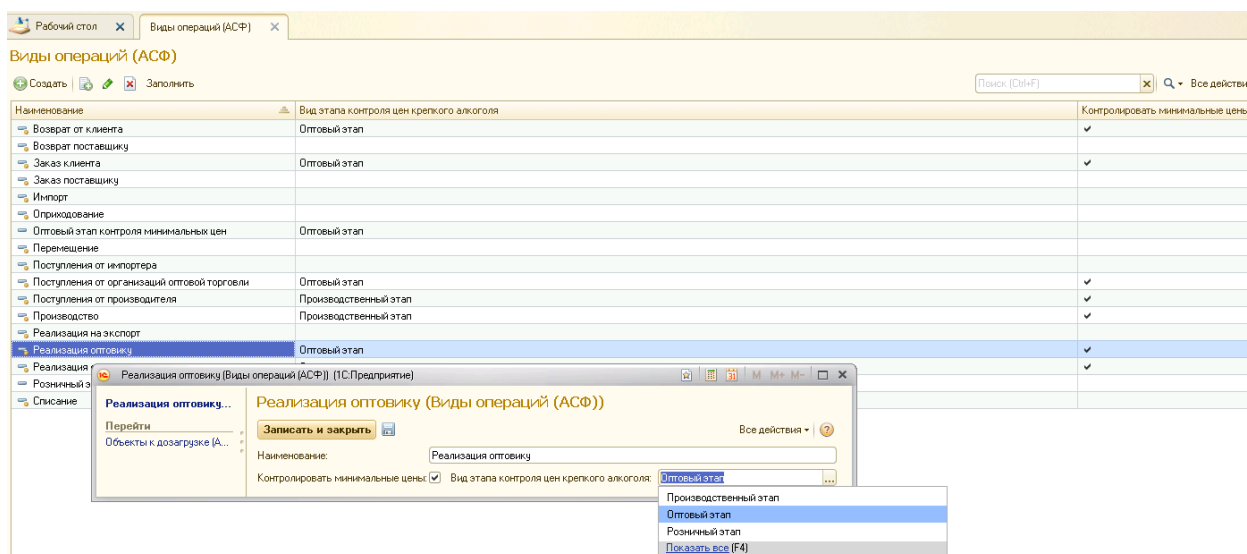 Рабочий стол Виды операций (АСФ)
Виды операций (АСФ)
Создать Заполнить Поиск (Ctrl+F) Все действи
Наименование Вид этапа контроля цен крепкого алкоголя Контролировать минимальные цены
Возврат от клиента Оптовый этап
Возврат поставщику
Заказ клиента Оптовый этап
Заказ поставщику
Импорт
Оприходование
Оптовый этап контроля минимальных цен Оптовый этап
Перемещение
Поступления от импортера
Поступления от организаций оптовой торговли Оптовый этап
Поступления от производителя Производственный этап
Производство Производственный этап
Реализация на экспорт
Реализация оптовику Оптовый этап
Реализация
Розничный э
Списание
Реализация оптовику (Виды операций (АСФ)) (1С:Предприятие) 31 M M+ M-
Реализация оптовику... Реализация оптовику (Виды операций (АСФ))
Перейти Записать и закрыть Все действия ?
Объекты к дозагрузке (А...
Наименование: Реализация оптовику
Контролировать минимальные цены: Вид этапа контроля цен крепкого алкоголя: Оптовый этап ...
Производственный этап
Оптовый этап
Розничный этап
Показать все (F4)